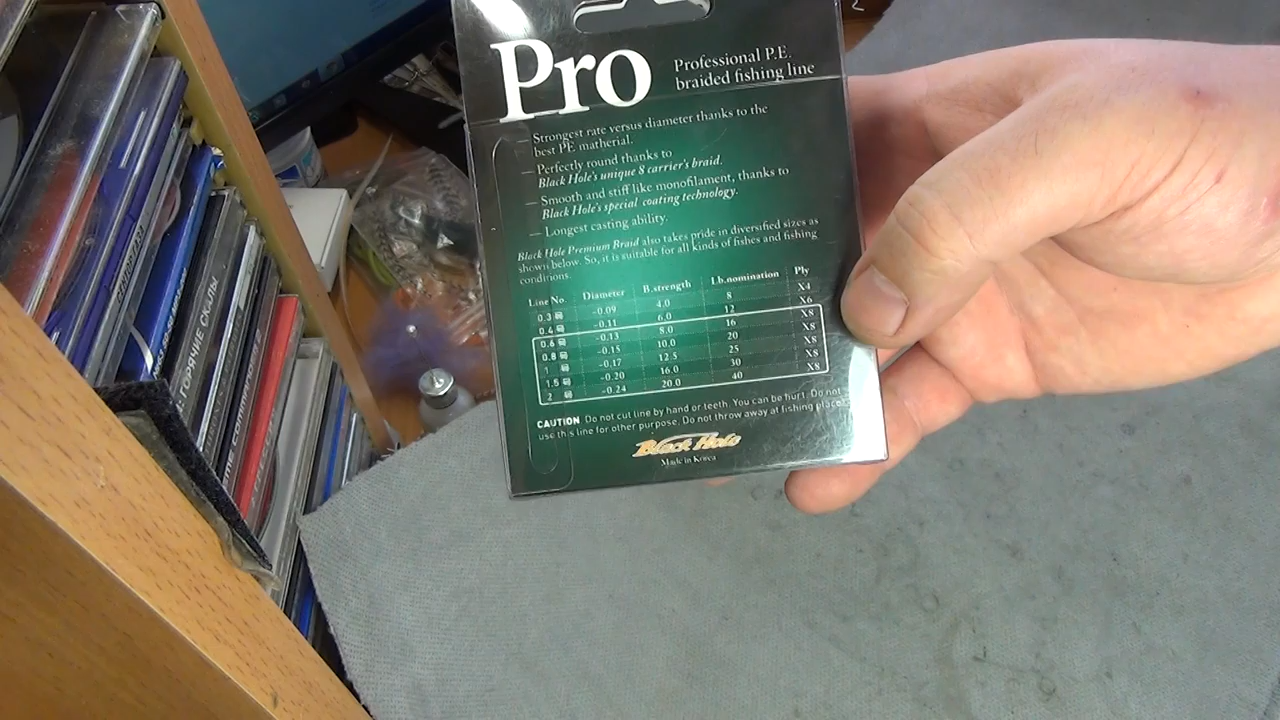 Pro
Professional P.E.
braided fishing line
— Strongest rate versus diameter thanks to the
best PE matherial.
— Perfectly round thanks to
Black Hole's unique 8 carrier's braid.
— Smooth and stiff like monofilament, thanks to
Black Hole's special coating technology.
— Longest casting ability.
Black Hole Premium Braid also takes pride in diversified sizes as
shown below. So, it is suitable for all kinds of fishes and fishing
conditions.
Line No. Diameter B.strength Lb.nomination Ply
0.3 -0.09 4.0 8 X4
0.4 -0.11 6.0 12 X6
0.6 -0.13 8.0 16 X8
0.8 -0.15 10.0 20 X8
1 -0.17 12.5 25 X8
1.5 -0.20 16.0 30 X8
2 -0.24 20.0 40 X8
CAUTION Do not cut line by hand or teeth. You can be hurt. Do not
use this line for other purpose. Do not throw away at fishing place.
Black Hole
Made in Korea
ГОРЯЧИЕ СКАЛЫ